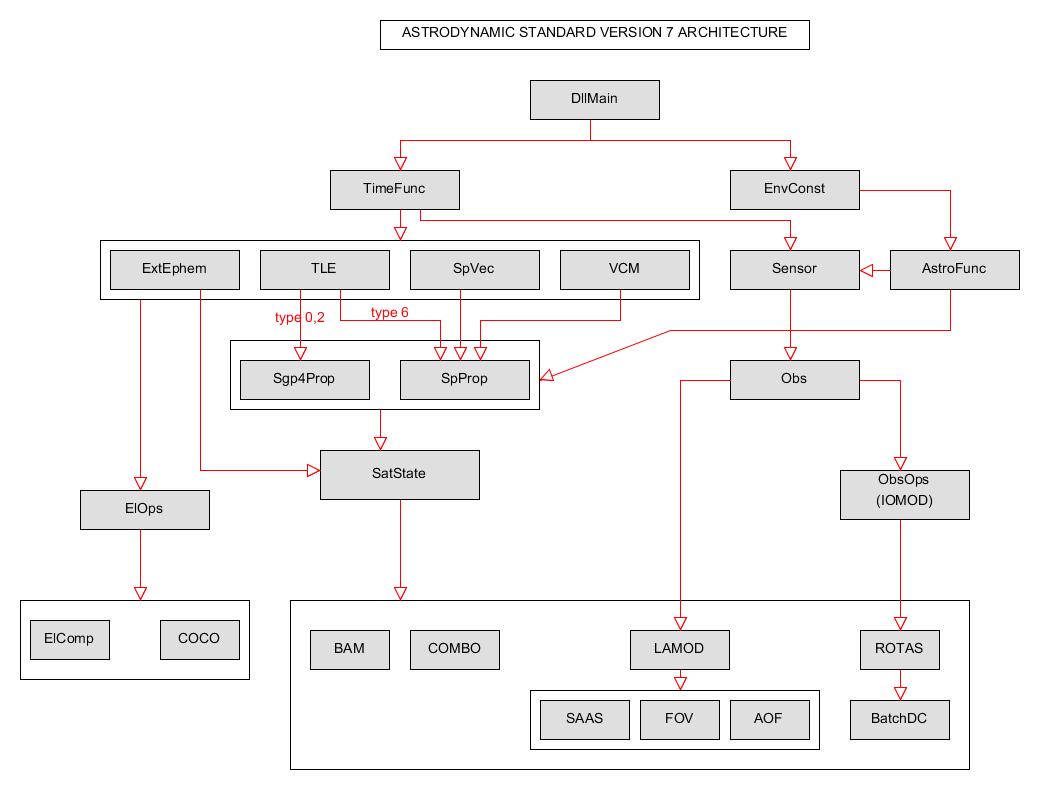 ASTRODYNAMIC STANDARD VERSION 7 ARCHITECTURE
DllMain
TimeFunc
EnvConst
ExtEphem
TLE
SpVec
VCM
Sensor
AstroFunc
type 0,2
type 6
Sgp4Prop
SpProp
Obs
SatState
ElOps
ObsOps
(IOMOD)
ElComp
COCO
BAM
COMBO
LAMOD
ROTAS
SAAS
FOV
AOF
BatchDC